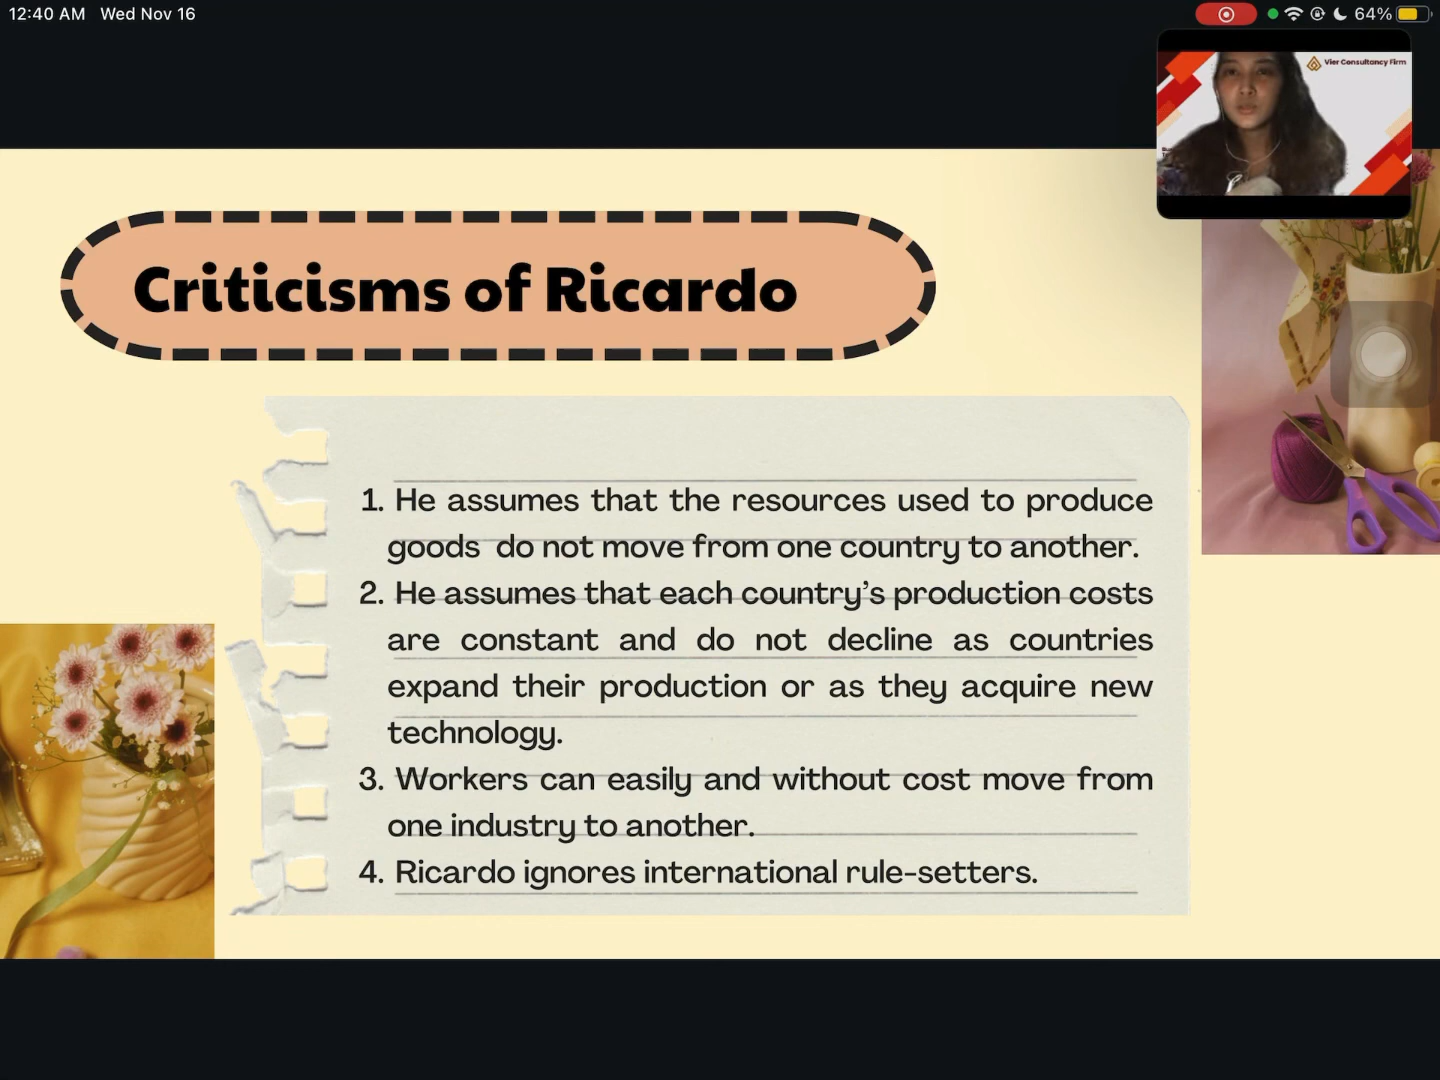 12:40 AM Wed Nov 16
64%
Vier Consultancy Firm
Criticisms of Ricardo
1. He assumes that the resources used to produce
goods do not move from one country to another.
2. He assumes that each country’s production costs
are constant and do not decline as countries
expand their production or as they acquire new
technology.
3. Workers can easily and without cost move from
one industry to another.
4. Ricardo ignores international rule-setters.